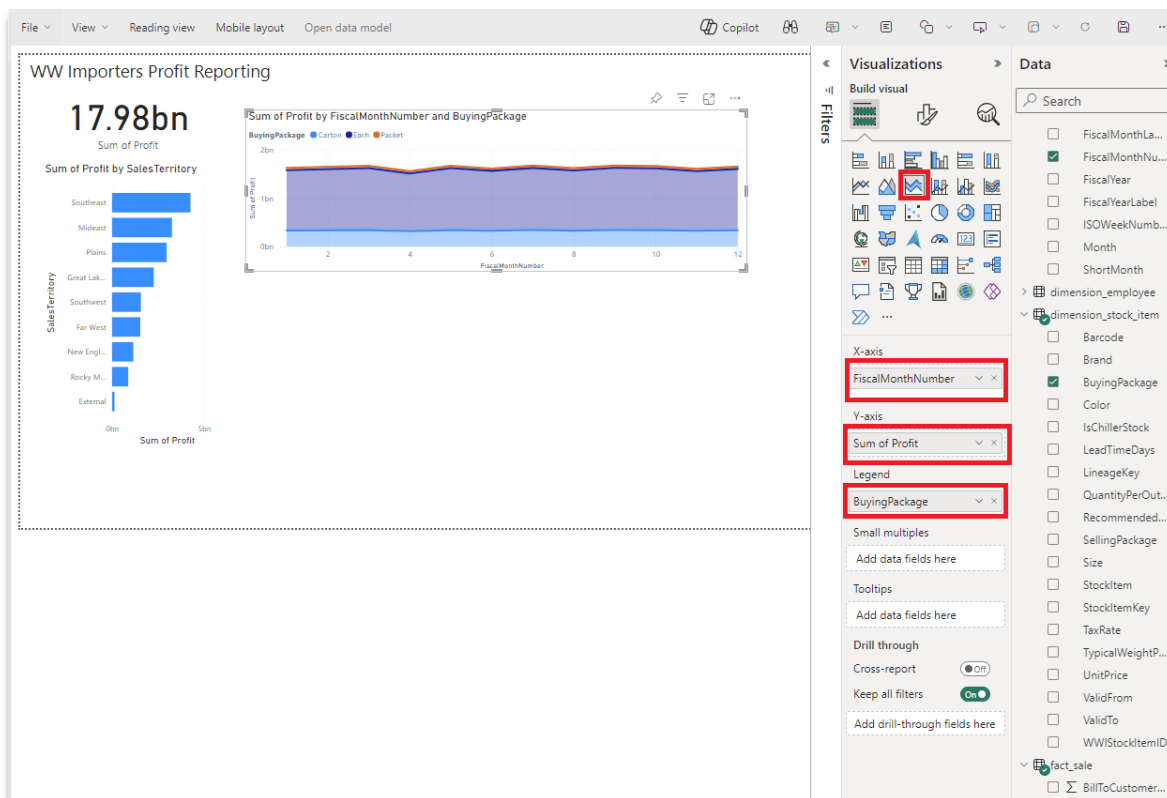 File View Reading view Mobile layout Open data model Copilot
WW Importers Profit Reporting
17.98bn
Sum of Profit
Sum of Profit by SalesTerritory
SalesTerritory
Southeast
Mideast
Plains
Great Lak...
Southwest
Far West
New Engl...
Rocky M...
External
0bn 5bn
Sum of Profit
Sum of Profit by FiscalMonthNumber and BuyingPackage
BuyingPackage Carton Each Packet
Sum of Profit
2bn
1bn
0bn
2 4 6 8 10 12
FiscalMonthNumber
Filters
Visualizations
Build visual
123
X-axis
FiscalMonthNumber
Y-axis
Sum of Profit
Legend
BuyingPackage
Small multiples
Add data fields here
Tooltips
Add data fields here
Drill through
Cross-report Off
Keep all filters On
Add drill-through fields here
Data
Search
FiscalMonthLa...
FiscalMonthNu...
FiscalYear
FiscalYearLabel
ISOWeekNumb...
Month
ShortMonth
dimension_employee
dimension_stock_item
Barcode
Brand
BuyingPackage
Color
IsChillerStock
LeadTimeDays
LineageKey
QuantityPerOut...
Recommended...
SellingPackage
Size
StockItem
StockItemKey
TaxRate
TypicalWeightP...
UnitPrice
ValidFrom
ValidTo
WWIStockItemID
fact_sale
BillToCustomer...